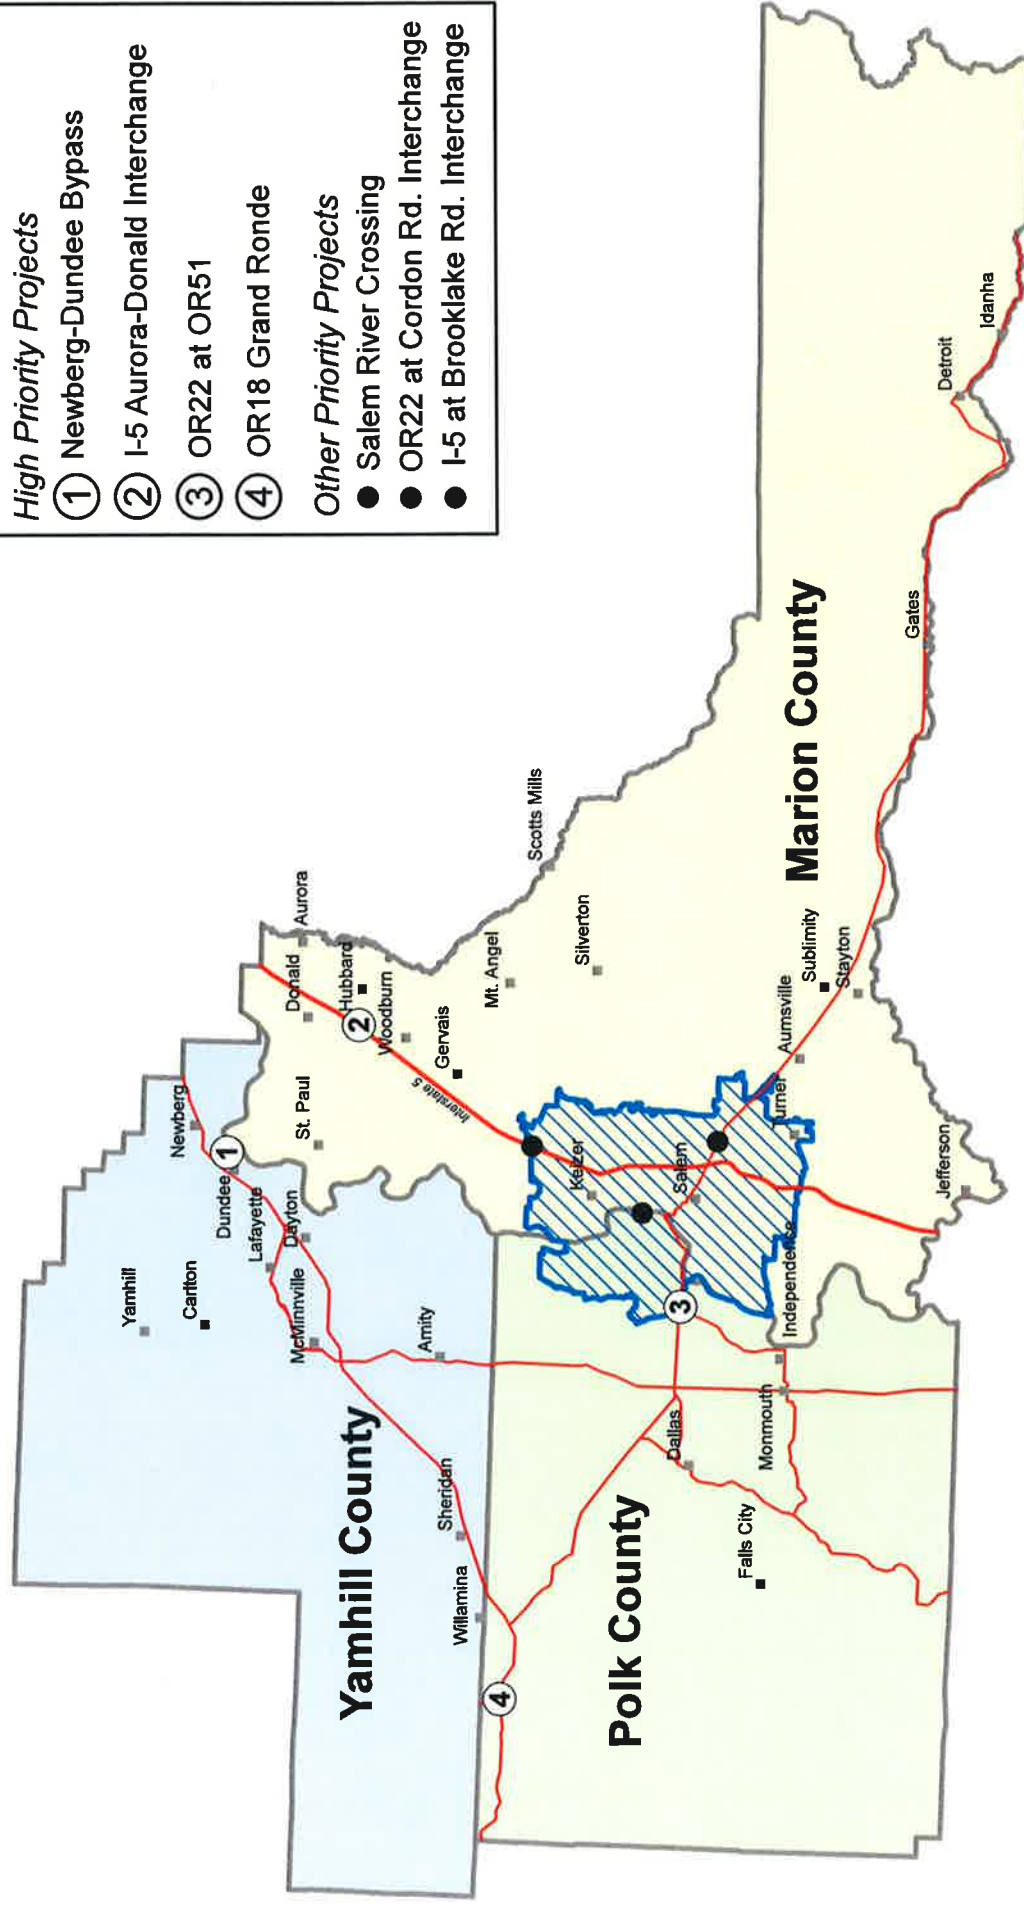 High Priority Projects
1 Newberg-Dundee Bypass
2 I-5 Aurora-Donald Interchange
3 OR22 at OR51
4 OR18 Grand Ronde
Other Priority Projects
● Salem River Crossing
● OR22 at Cordon Rd. Interchange
● I-5 at Brooklake Rd. Interchange
Yamhill County
Yamhill
Carlton
Newberg
1
Dundee
Lafayette
Dayton
McMinnville
Amity
Sheridan
Willamina
Polk County
4
3
Dallas
Monmouth
Independence
Falls City
Marion County
Aurora
Donald
Hubbard
2
Woodburn
St. Paul
Gervais
Interstate 5
Mt. Angel
Scotts Mills
Silverton
Keizer
Salem
Turner
Aumsville
Sublimity
Stayton
Jefferson
Gates
Detroit
Idanha